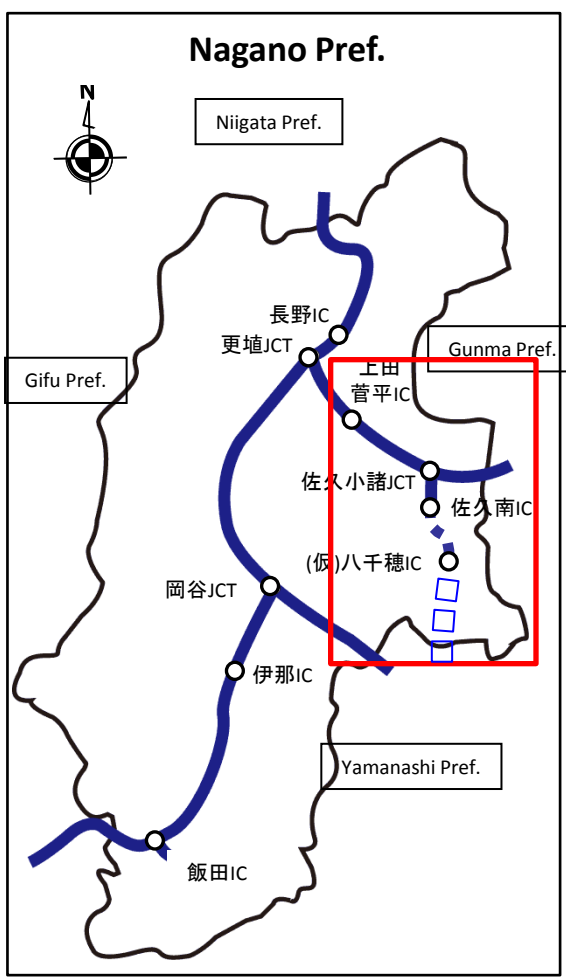 Nagano Pref.
N
Niigata Pref.
長野IC
更埴JCT
Gunma Pref.
Gifu Pref.
上田
菅平IC
佐久小諸JCT
佐久南IC
(仮)八千穂IC
岡谷JCT
伊那IC
Yamanashi Pref.
飯田IC